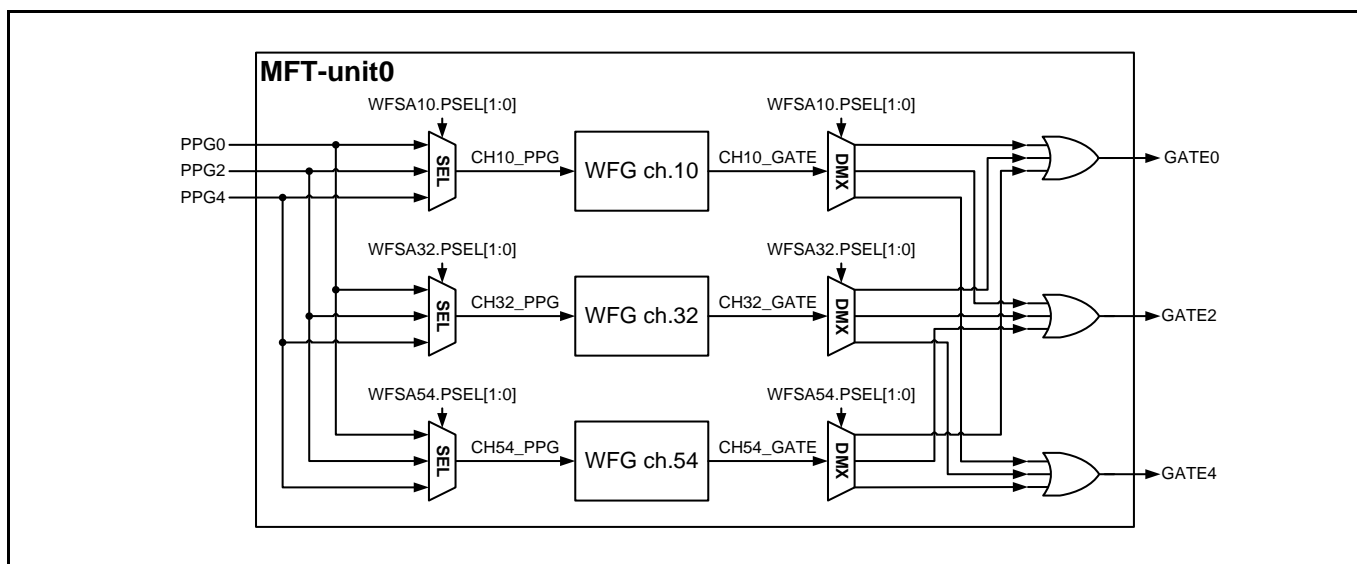 MFT-unit0
WFSA10.PSEL[1:0]
WFSA10.PSEL[1:0]
PPG0
PPG2
PPG4
SEL
CH10_PPG
WFG ch.10
CH10_GATE
DMX
GATE0
WFSA32.PSEL[1:0]
WFSA32.PSEL[1:0]
SEL
CH32_PPG
WFG ch.32
CH32_GATE
DMX
GATE2
WFSA54.PSEL[1:0]
WFSA54.PSEL[1:0]
SEL
CH54_PPG
WFG ch.54
CH54_GATE
DMX
GATE4